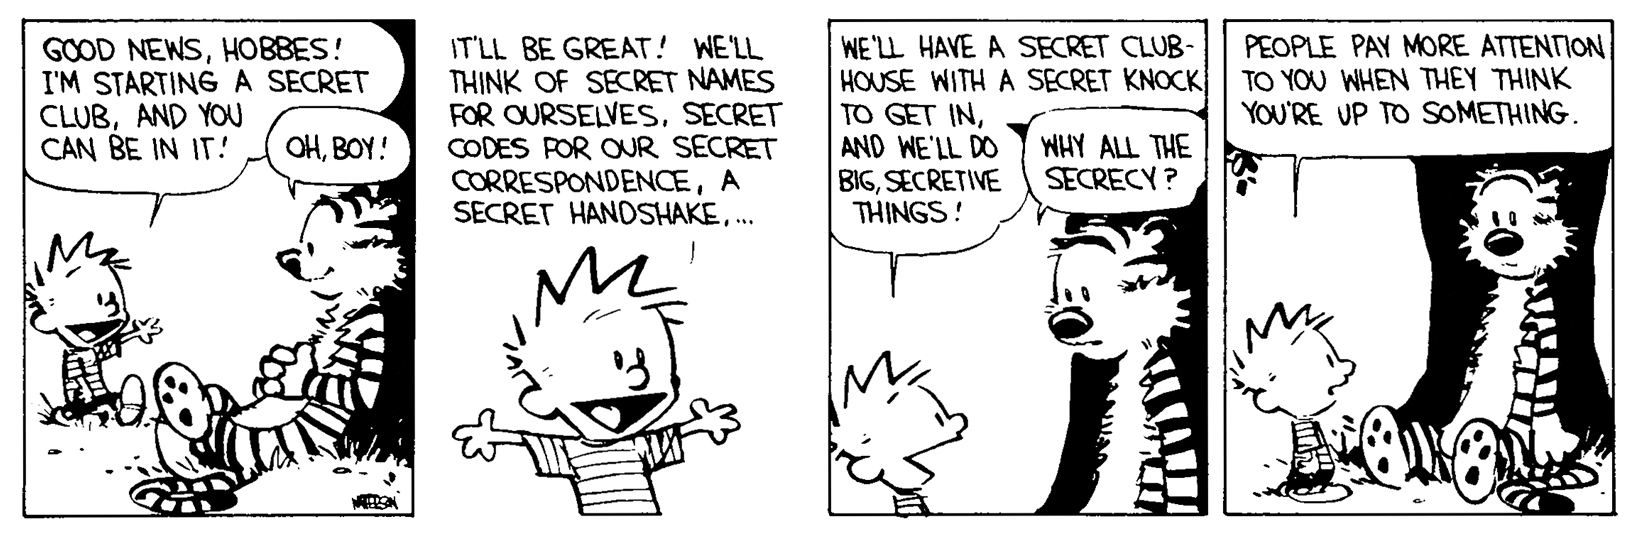 GOOD NEWS, HOBBES!
I'M STARTING A SECRET
CLUB, AND YOU
CAN BE IN IT!
OH, BOY!
WATTERSON
IT'LL BE GREAT! WE'LL
THINK OF SECRET NAMES
FOR OURSELVES, SECRET
CODES FOR OUR SECRET
CORRESPONDENCE, A
SECRET HANDSHAKE,...
WE'LL HAVE A SECRET CLUB-
HOUSE WITH A SECRET KNOCK
TO GET IN,
AND WE'LL DO
BIG, SECRETIVE
THINGS!
WHY ALL THE
SECRECY?
PEOPLE PAY MORE ATTENTION
TO YOU WHEN THEY THINK
YOU'RE UP TO SOMETHING.